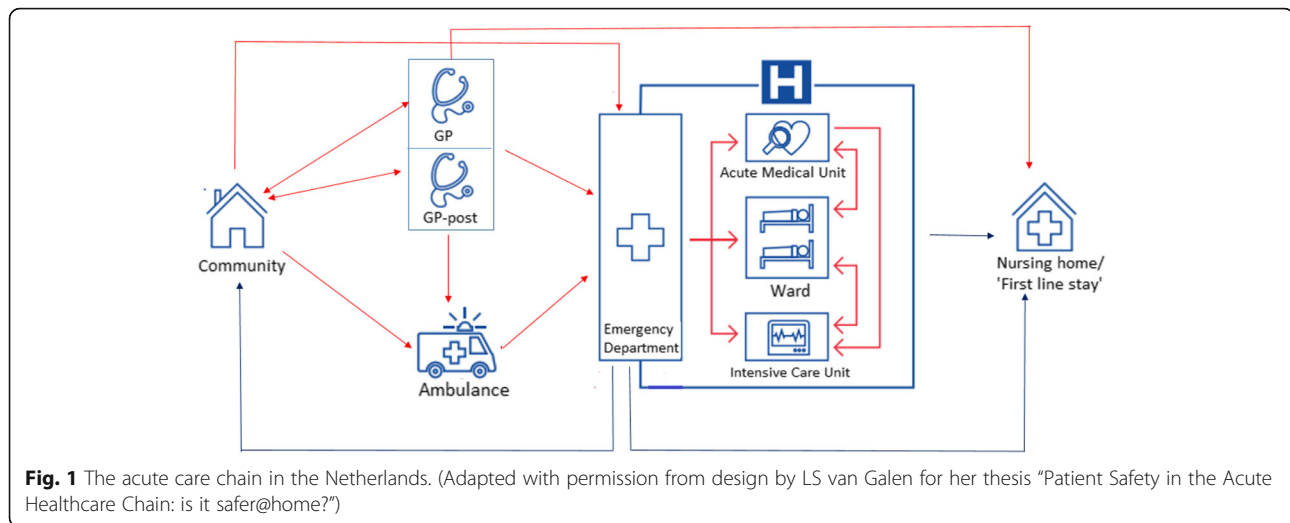 H
GP
GP-post
Community
Ambulance
Emergency
Department
Acute Medical Unit
Ward
Intensive Care Unit
Nursing home/
'First line stay'
Fig. 1 The acute care chain in the Netherlands. (Adapted with permission from design by LS van Galen for her thesis “Patient Safety in the Acute
Healthcare Chain: is it safer@home?”)